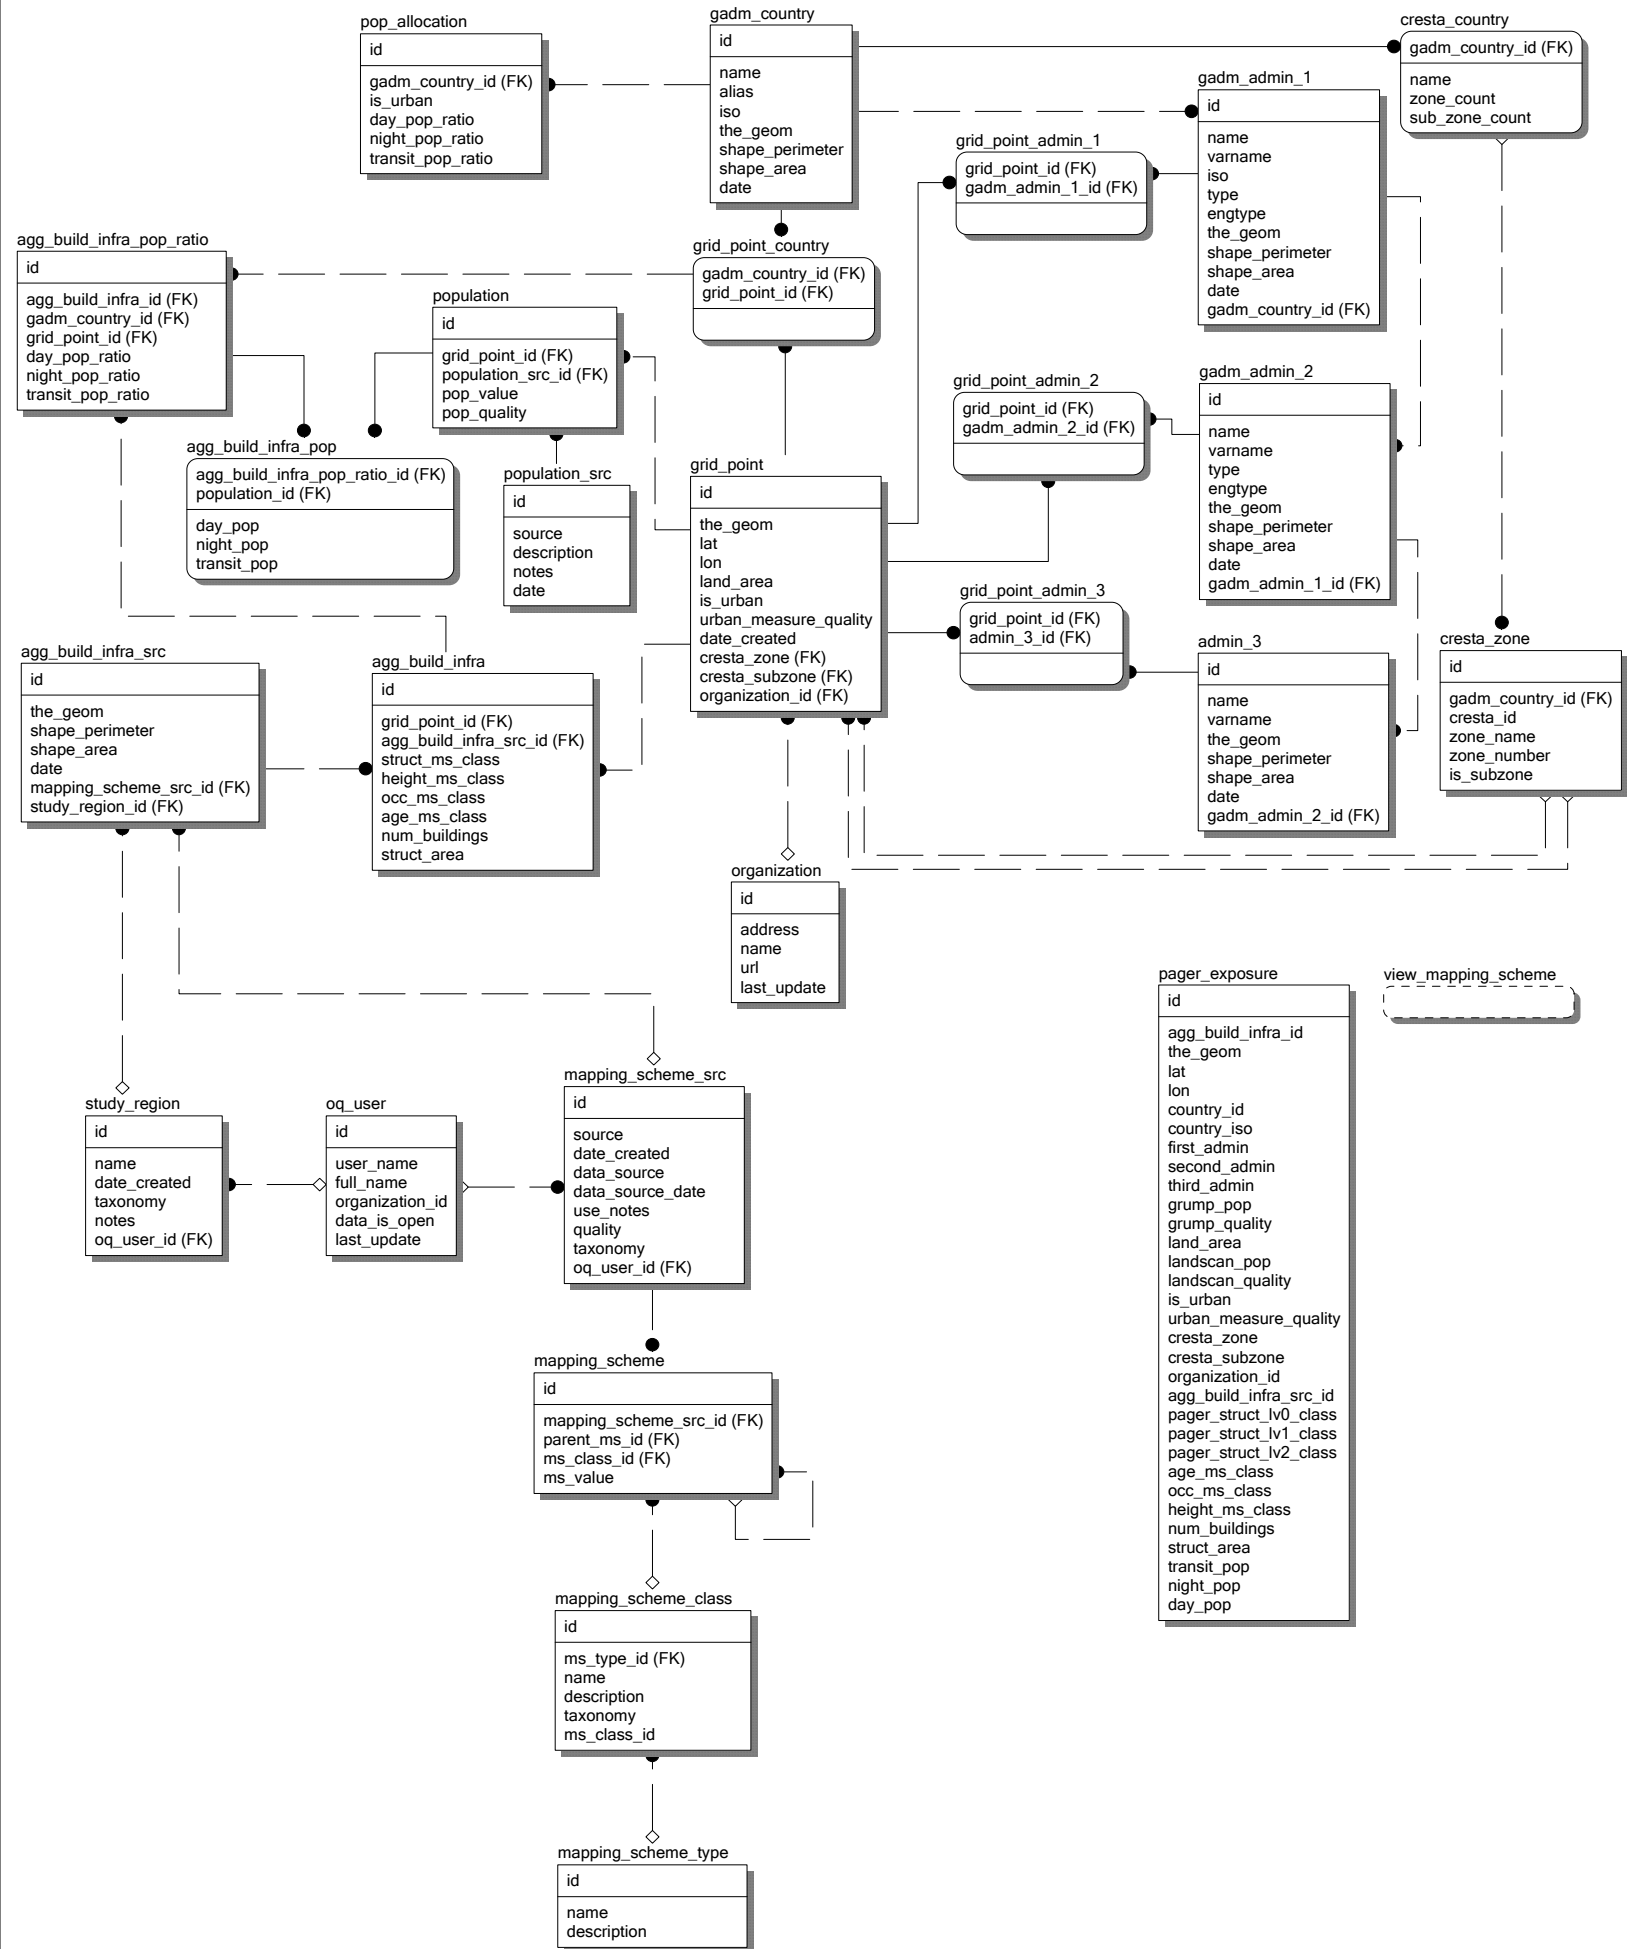 pop_allocation
id
gadm_country_id (FK)
is_urban
day_pop_ratio
night_pop_ratio
transit_pop_ratio
gadm_country
id
name
alias
iso
the_geom
shape_perimeter
shape_area
date
cresta_country
gadm_country_id (FK)
name
zone_count
sub_zone_count
gadm_admin_1
id
name
varname
iso
type
engtype
the_geom
shape_perimeter
shape_area
date
gadm_country_id (FK)
grid_point_admin_1
grid_point_id (FK)
gadm_admin_1_id (FK)
agg_build_infra_pop_ratio
id
agg_build_infra_id (FK)
gadm_country_id (FK)
grid_point_id (FK)
day_pop_ratio
night_pop_ratio
transit_pop_ratio
grid_point_country
gadm_country_id (FK)
grid_point_id (FK)
population
id
grid_point_id (FK)
population_src_id (FK)
pop_value
pop_quality
grid_point_admin_2
grid_point_id (FK)
gadm_admin_2_id (FK)
gadm_admin_2
id
name
varname
type
engtype
the_geom
shape_perimeter
shape_area
date
gadm_admin_1_id (FK)
agg_build_infra_pop
agg_build_infra_pop_ratio_id (FK)
population_id (FK)
day_pop
night_pop
transit_pop
population_src
id
source
description
notes
date
grid_point
id
the_geom
lat
lon
land_area
is_urban
urban_measure_quality
date_created
cresta_zone (FK)
cresta_subzone (FK)
organization_id (FK)
grid_point_admin_3
grid_point_id (FK)
admin_3_id (FK)
admin_3
id
name
varname
the_geom
shape_perimeter
shape_area
date
gadm_admin_2_id (FK)
cresta_zone
id
gadm_country_id (FK)
cresta_id
zone_name
zone_number
is_subzone
agg_build_infra_src
id
the_geom
shape_perimeter
shape_area
date
mapping_scheme_src_id (FK)
study_region_id (FK)
agg_build_infra
id
grid_point_id (FK)
agg_build_infra_src_id (FK)
struct_ms_class
height_ms_class
occ_ms_class
age_ms_class
num_buildings
struct_area
organization
id
address
name
url
last_update
pager_exposure
id
agg_build_infra_id
the_geom
lat
lon
country_id
country_iso
first_admin
second_admin
third_admin
grump_pop
grump_quality
land_area
landscan_pop
landscan_quality
is_urban
urban_measure_quality
cresta_zone
cresta_subzone
organization_id
agg_build_infra_src_id
pager_struct_lv0_class
pager_struct_lv1_class
pager_struct_lv2_class
age_ms_class
occ_ms_class
height_ms_class
num_buildings
struct_area
transit_pop
night_pop
day_pop
view_mapping_scheme
study_region
id
name
date_created
taxonomy
notes
oq_user_id (FK)
oq_user
id
user_name
full_name
organization_id
data_is_open
last_update
mapping_scheme_src
id
source
date_created
data_source
data_source_date
use_notes
quality
taxonomy
oq_user_id (FK)
mapping_scheme
id
mapping_scheme_src_id (FK)
parent_ms_id (FK)
ms_class_id (FK)
ms_value
mapping_scheme_class
id
ms_type_id (FK)
name
description
taxonomy
ms_class_id
mapping_scheme_type
id
name
description